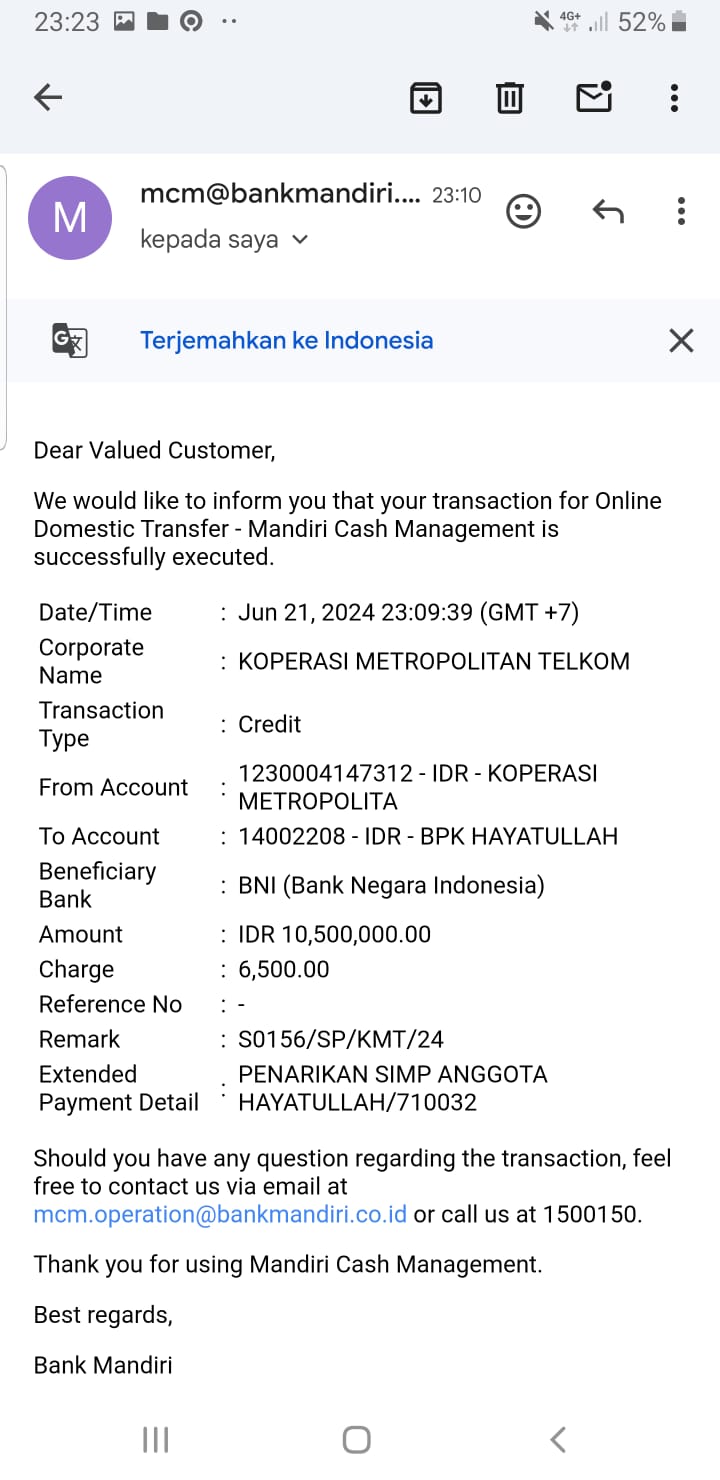 23:23
4G+ 52%
M
mcm@bankmandiri.... 23:10
kepada saya
G
Terjemahkan ke Indonesia
Dear Valued Customer,
We would like to inform you that your transaction for Online
Domestic Transfer - Mandiri Cash Management is
successfully executed.
Date/Time : Jun 21, 2024 23:09:39 (GMT +7)
Corporate
Name : KOPERASI METROPOLITAN TELKOM
Transaction
Type : Credit
From Account : 1230004147312 - IDR - KOPERASI
METROPOLITA
To Account : 14002208 - IDR - BPK HAYATULLAH
Beneficiary
Bank : BNI (Bank Negara Indonesia)
Amount : IDR 10,500,000.00
Charge : 6,500.00
Reference No : -
Remark : S0156/SP/KMT/24
Extended
Payment Detail : PENARIKAN SIMP ANGGOTA
HAYATULLAH/710032
Should you have any question regarding the transaction, feel
free to contact us via email at
mcm.operation@bankmandiri.co.id or call us at 1500150.
Thank you for using Mandiri Cash Management.
Best regards,
Bank Mandiri